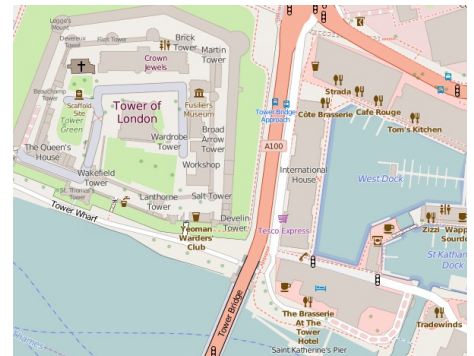 Legge's
Mount
Devereux
Tower
Flint Tower
Brick
Tower
Martin
Tower
Crown
Jewels
Beauchamp
Tower
Scaffold
Site
Tower
Green
Tower of
London
Fusiliers
Museum
Broad
Arrow
Tower
Wardrobe
Tower
Workshop
The Queen's
House
Wakefield
Tower
St. Thomas's
Tower
Lanthorne
Tower
Salt Tower
Develin
Tower
Yeoman
Warders'
Club
Tower Wharf
Tower Bridge
Tower Bridge
Approach
A100
Strada
Côte Brasserie
Cafe Rouge
Tom's Kitchen
International
House
West Dock
Tesco Express
Zizzi
Wapp
Sourdo
St Kathar
Dock
The Brasserie
At The
Tower
Hotel
Tradewinds
Saint Katherine's Pier
Thames